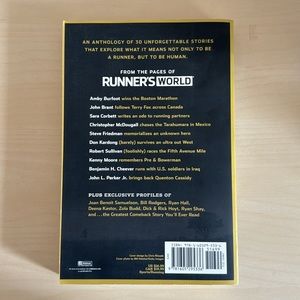 AN ANTHOLOGY OF 30 UNFORGETTABLE STORIES
THAT EXPLORE WHAT IT MEANS NOT ONLY TO BE
A RUNNER, BUT TO BE HUMAN.
FROM THE PAGES OF
RUNNER'S WORLD
Amby Burfoot wins the Boston Marathon
John Brant follows Terry Fox across Canada
Sara Corbett writes an ode to running partners
Christopher McDougall chases the Tarahumara in Mexico
Steve Friedman memorializes an unknown hero
Don Kardong (barely) survives an ultra out West
Robert Sullivan (foolishly) races the Fifth Avenue Mile
Kenny Moore remembers Pre & Bowerman
Benjamin H. Cheever runs with U.S. soldiers in Iraq
John L. Parker Jr. brings back Quenton Cassidy
PLUS EXCLUSIVE PROFILES OF
Joan Benoit Samuelson, Bill Rodgers, Ryan Hall,
Deena Kastor, Zola Budd, Dick & Rick Hoyt, Ryan Shay,
and . . . the Greatest Comeback Story You'll Ever Read